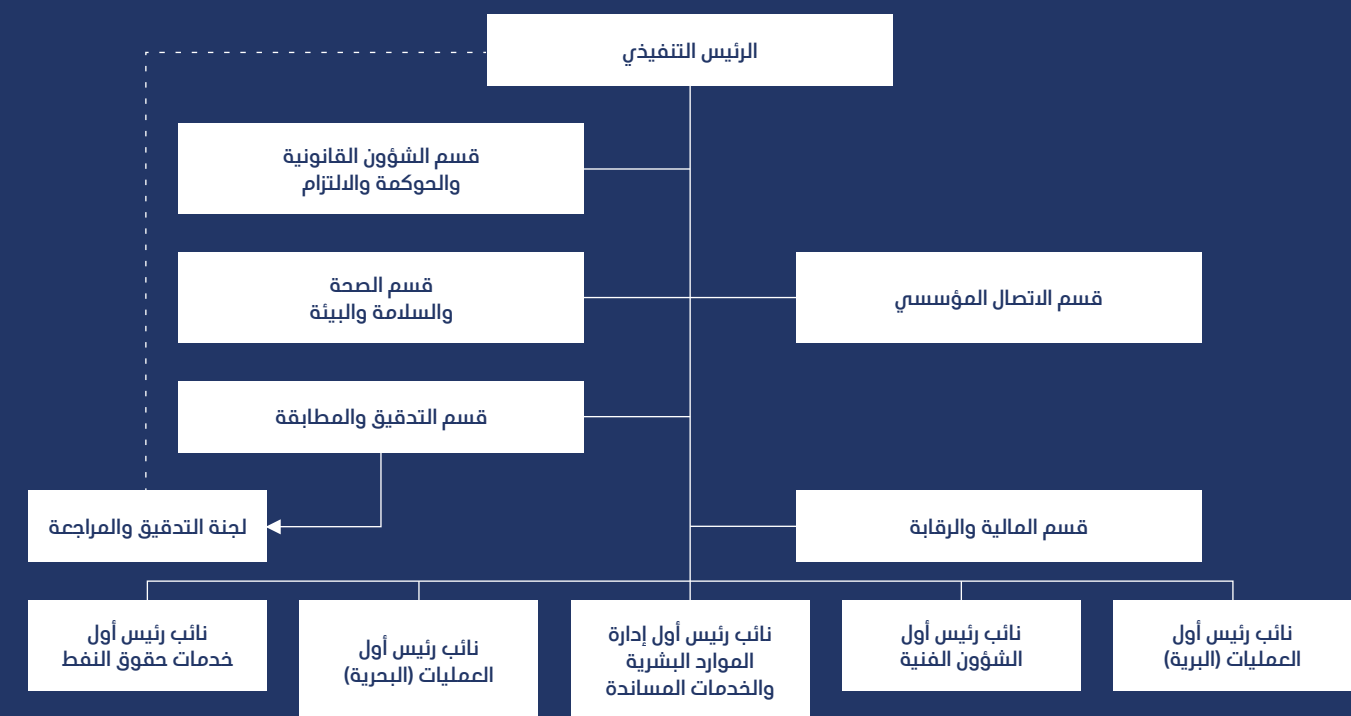 الرئيس التنفيذي
قسم الشؤون القانونية
والحوكمة والالتزام
قسم الاتصال المؤسسي
قسم الصحة
والسلامة والبيئة
قسم التدقيق والمطابقة
قسم المالية والرقابة
لجنة التدقيق والمراجعة
نائب رئيس أول
العمليات (البرية)
نائب رئيس أول
الشؤون الفنية
نائب رئيس أول إدارة
الموارد البشرية
والخدمات المساندة
نائب رئيس أول
العمليات (البحرية)
نائب رئيس أول
خدمات حقوق النفط